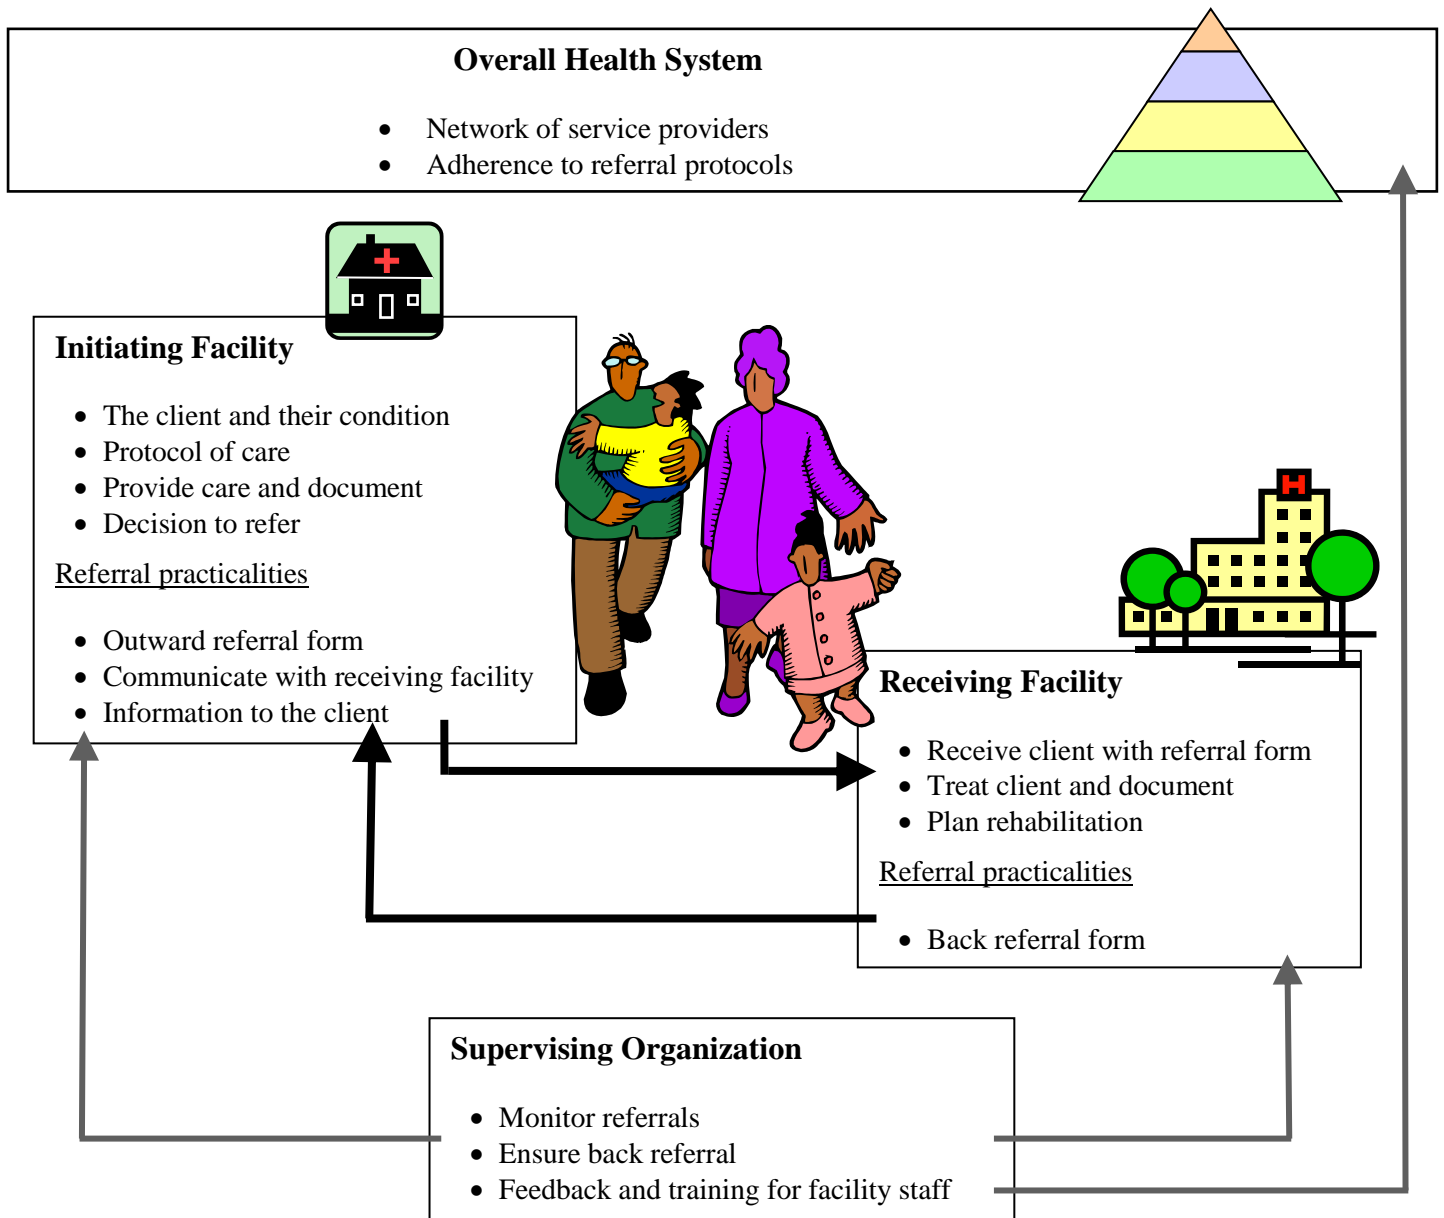 Overall Health System
• Network of service providers
• Adherence to referral protocols
Initiating Facility
• The client and their condition
• Protocol of care
• Provide care and document
• Decision to refer
Referral practicalities
• Outward referral form
• Communicate with receiving facility
• Information to the client
H
Receiving Facility
• Receive client with referral form
• Treat client and document
• Plan rehabilitation
Referral practicalities
• Back referral form
Supervising Organization
• Monitor referrals
• Ensure back referral
• Feedback and training for facility staff